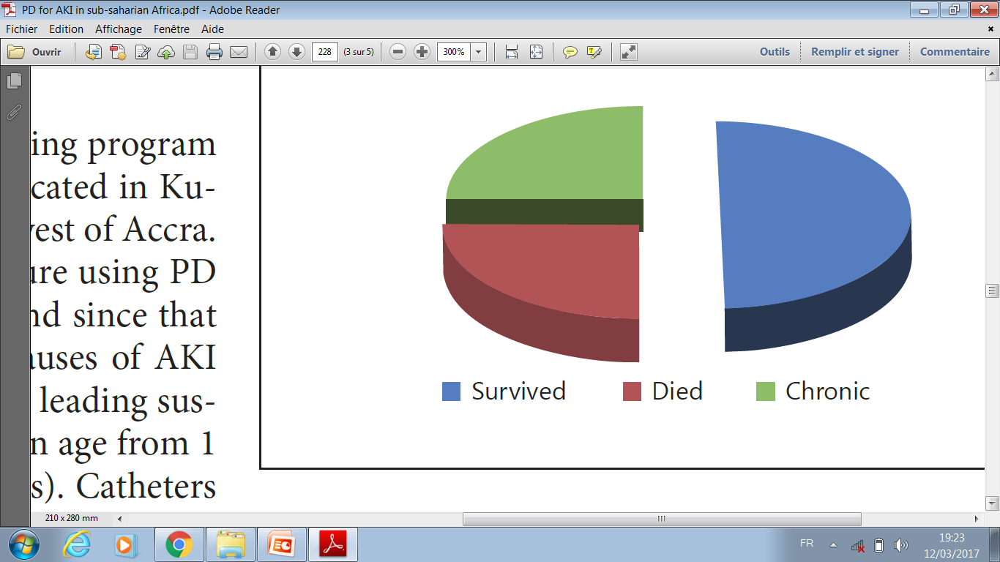 PD for AKI in sub-saharian Africa.pdf - Adobe Reader
Fichier Edition Affichage Fenêtre Aide
Ouvrir 228 (3 sur 5) 300% Outils Remplir et signer Commentaire
ing program
cated in Ku-
vest of Accra.
ure using PD
nd since that
auses of AKI
leading sus-
n age from 1
s). Catheters
Survived Died Chronic
210 x 280 mm
FR 19:23
12/03/2017